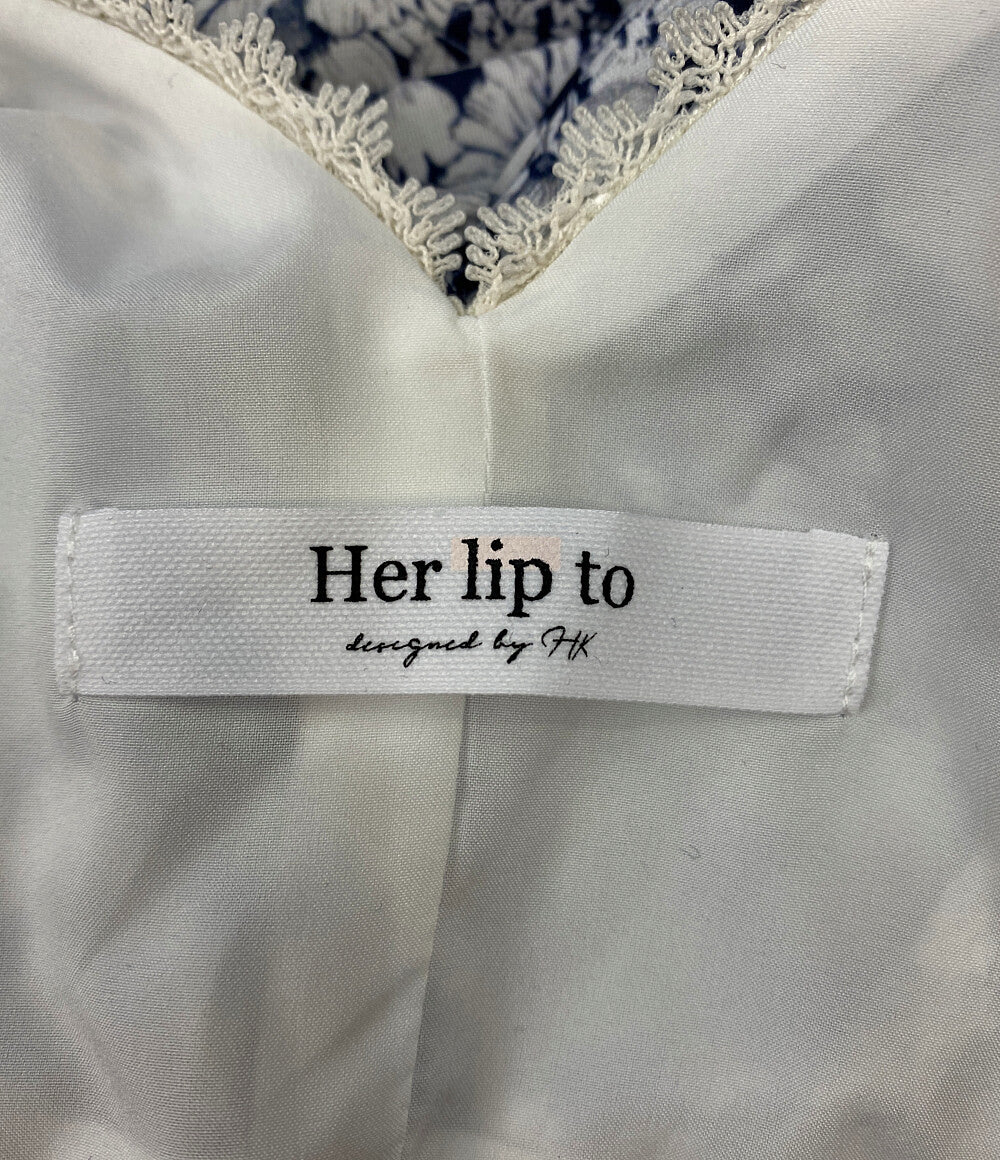 Her lip to
designed by HK